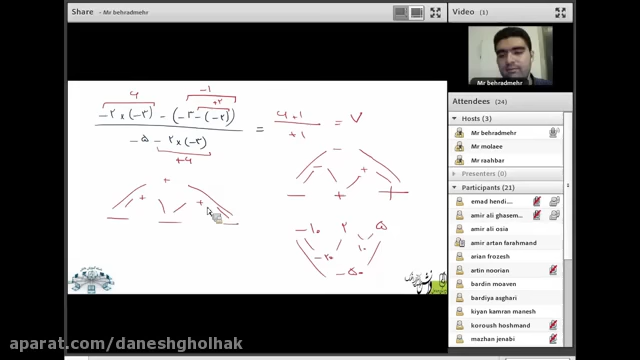 Share - Mr behradmehr
Video (1)
Mr behradmehr
Attendees (24)
Hosts (3)
Mr behradmehr
Mr molaee
Mr raahbar
Presenters (0)
Participants (21)
emad hendi...
amir ali ghasem...
amir ali osia
amir artan farahmand
arian frozesh
artin noorian
bardin moaven
bardiya asghari
kiyan kamran manesh
koroush hoshmand
mazhan jenabi
۶ -۱
+۲
-۲×(-۳) - (-۳-(-۲))
-۵-۲×(-۳)
+۶
= ۶+۱
+۱
= ۷
-
- +
- + +
+
+ +
- - -
-۱۰ ۲ ۵
-۲۰ ۱۰
-۵۰
aparat.com/daneshgholhak